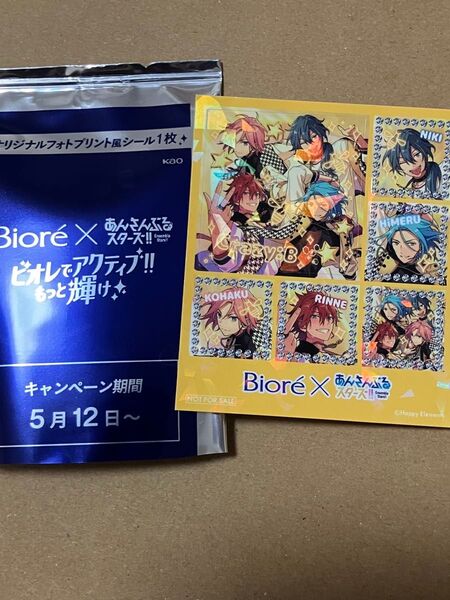 オリジナルフォトプリント風シール1枚
Kao
Bioré × あんさんぶるスターズ!!
Ensemble Stars!!
ビオレでアクティブ!!
もっと輝け
キャンペーン期間
5月12日〜
NIKI
HiMERU
Crazy:B
KOHAKU
RINNE
Bioré × あんさんぶるスターズ!!
Ensemble Stars!!
NOT FOR SALE
©Happy Elements